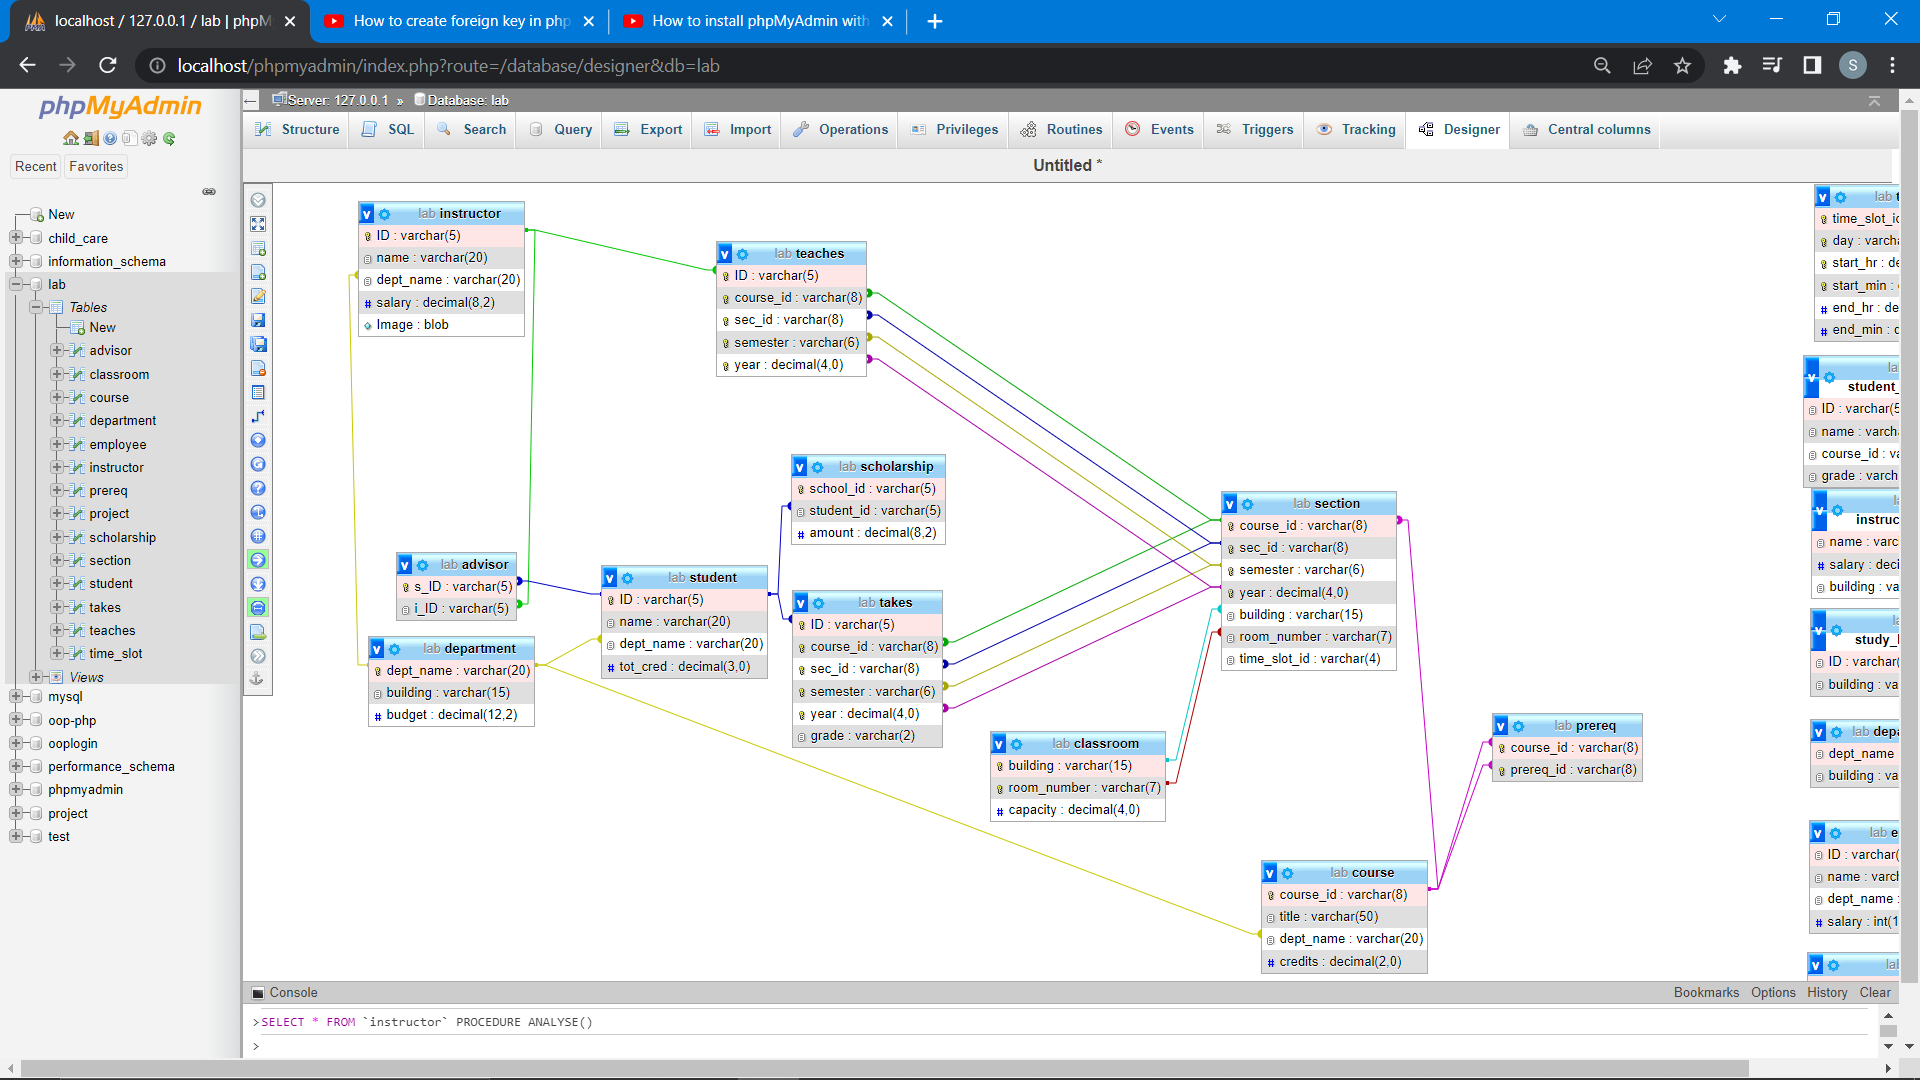 localhost / 127.0.0.1 / lab | phpM
How to create foreign key in php
How to install phpMyAdmin with
localhost/phpmyadmin/index.php?route=/database/designer&db=lab
S
phpMyAdmin
Recent Favorites
New
child_care
information_schema
lab
Tables
New
advisor
classroom
course
department
employee
instructor
prereq
project
scholarship
section
student
takes
teaches
time_slot
Views
mysql
oop-php
ooplogin
performance_schema
phpmyadmin
project
test
Server: 127.0.0.1 » Database: lab
Structure SQL Search Query Export Import Operations Privileges Routines Events Triggers Tracking Designer Central columns
Untitled *
v lab instructor
ID : varchar(5)
name : varchar(20)
dept_name : varchar(20)
# salary : decimal(8,2)
Image : blob
v lab teaches
ID : varchar(5)
course_id : varchar(8)
sec_id : varchar(8)
semester : varchar(6)
year : decimal(4,0)
v lab scholarship
school_id : varchar(5)
student_id : varchar(5)
# amount : decimal(8,2)
v lab advisor
s_ID : varchar(5)
i_ID : varchar(5)
v lab student
ID : varchar(5)
name : varchar(20)
dept_name : varchar(20)
# tot_cred : decimal(3,0)
v lab takes
ID : varchar(5)
course_id : varchar(8)
sec_id : varchar(8)
semester : varchar(6)
year : decimal(4,0)
grade : varchar(2)
v lab department
dept_name : varchar(20)
building : varchar(15)
# budget : decimal(12,2)
v lab section
course_id : varchar(8)
sec_id : varchar(8)
semester : varchar(6)
year : decimal(4,0)
building : varchar(15)
room_number : varchar(7)
time_slot_id : varchar(4)
v lab classroom
building : varchar(15)
room_number : varchar(7)
# capacity : decimal(4,0)
v lab prereq
course_id : varchar(8)
prereq_id : varchar(8)
v lab course
course_id : varchar(8)
title : varchar(50)
dept_name : varchar(20)
# credits : decimal(2,0)
v lab t
time_slot_id
day : varcha
start_hr : de
start_min :
# end_hr : de
# end_min : d
v la
student_
ID : varchar(5
name : varch
course_id : va
grade : varch
v
instruc
name : varc
# salary : deci
building : va
v
study_
ID : varchar(
building : va
v lab depa
dept_name
building : va
v lab e
ID : varchar(
name : varch
dept_name :
# salary : int(1
v lab
Console
Bookmarks Options History Clear
>SELECT * FROM `instructor` PROCEDURE ANALYSE()
>